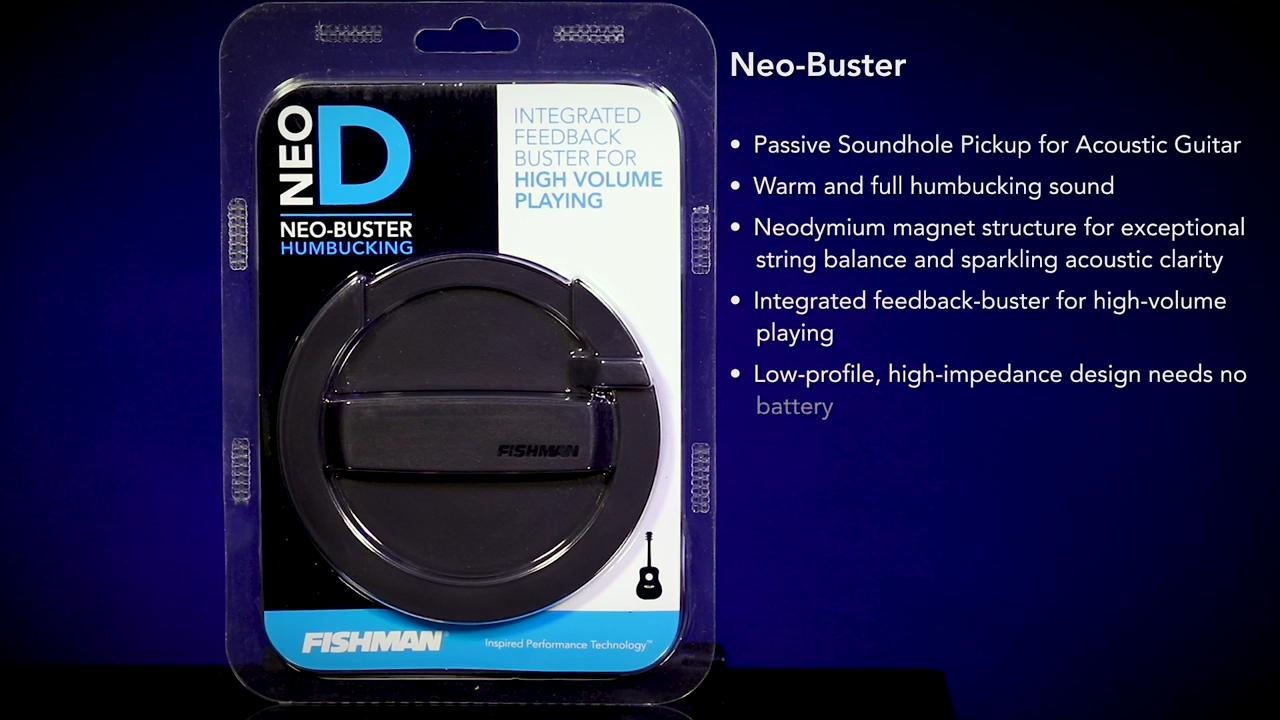 NEO D
NEO-BUSTER
HUMBUCKING
INTEGRATED
FEEDBACK
BUSTER FOR
HIGH VOLUME
PLAYING
FISHMAN
FISHMAN®
Inspired Performance Technology™
Neo-Buster
• Passive Soundhole Pickup for Acoustic Guitar
• Warm and full humbucking sound
• Neodymium magnet structure for exceptional
string balance and sparkling acoustic clarity
• Integrated feedback-buster for high-volume
playing
• Low-profile, high-impedance design needs no
battery